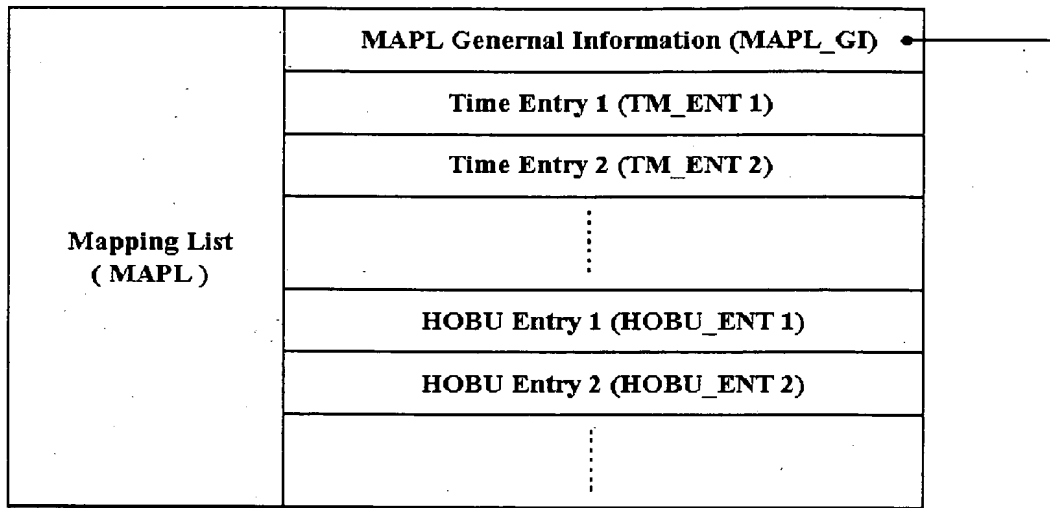 MAPL Genernal Information (MAPL_GI)
Time Entry 1 (TM_ENT 1)
Time Entry 2 (TM_ENT 2)
Mapping List
( MAPL )
HOBU Entry 1 (HOBU_ENT 1)
HOBU Entry 2 (HOBU_ENT 2)